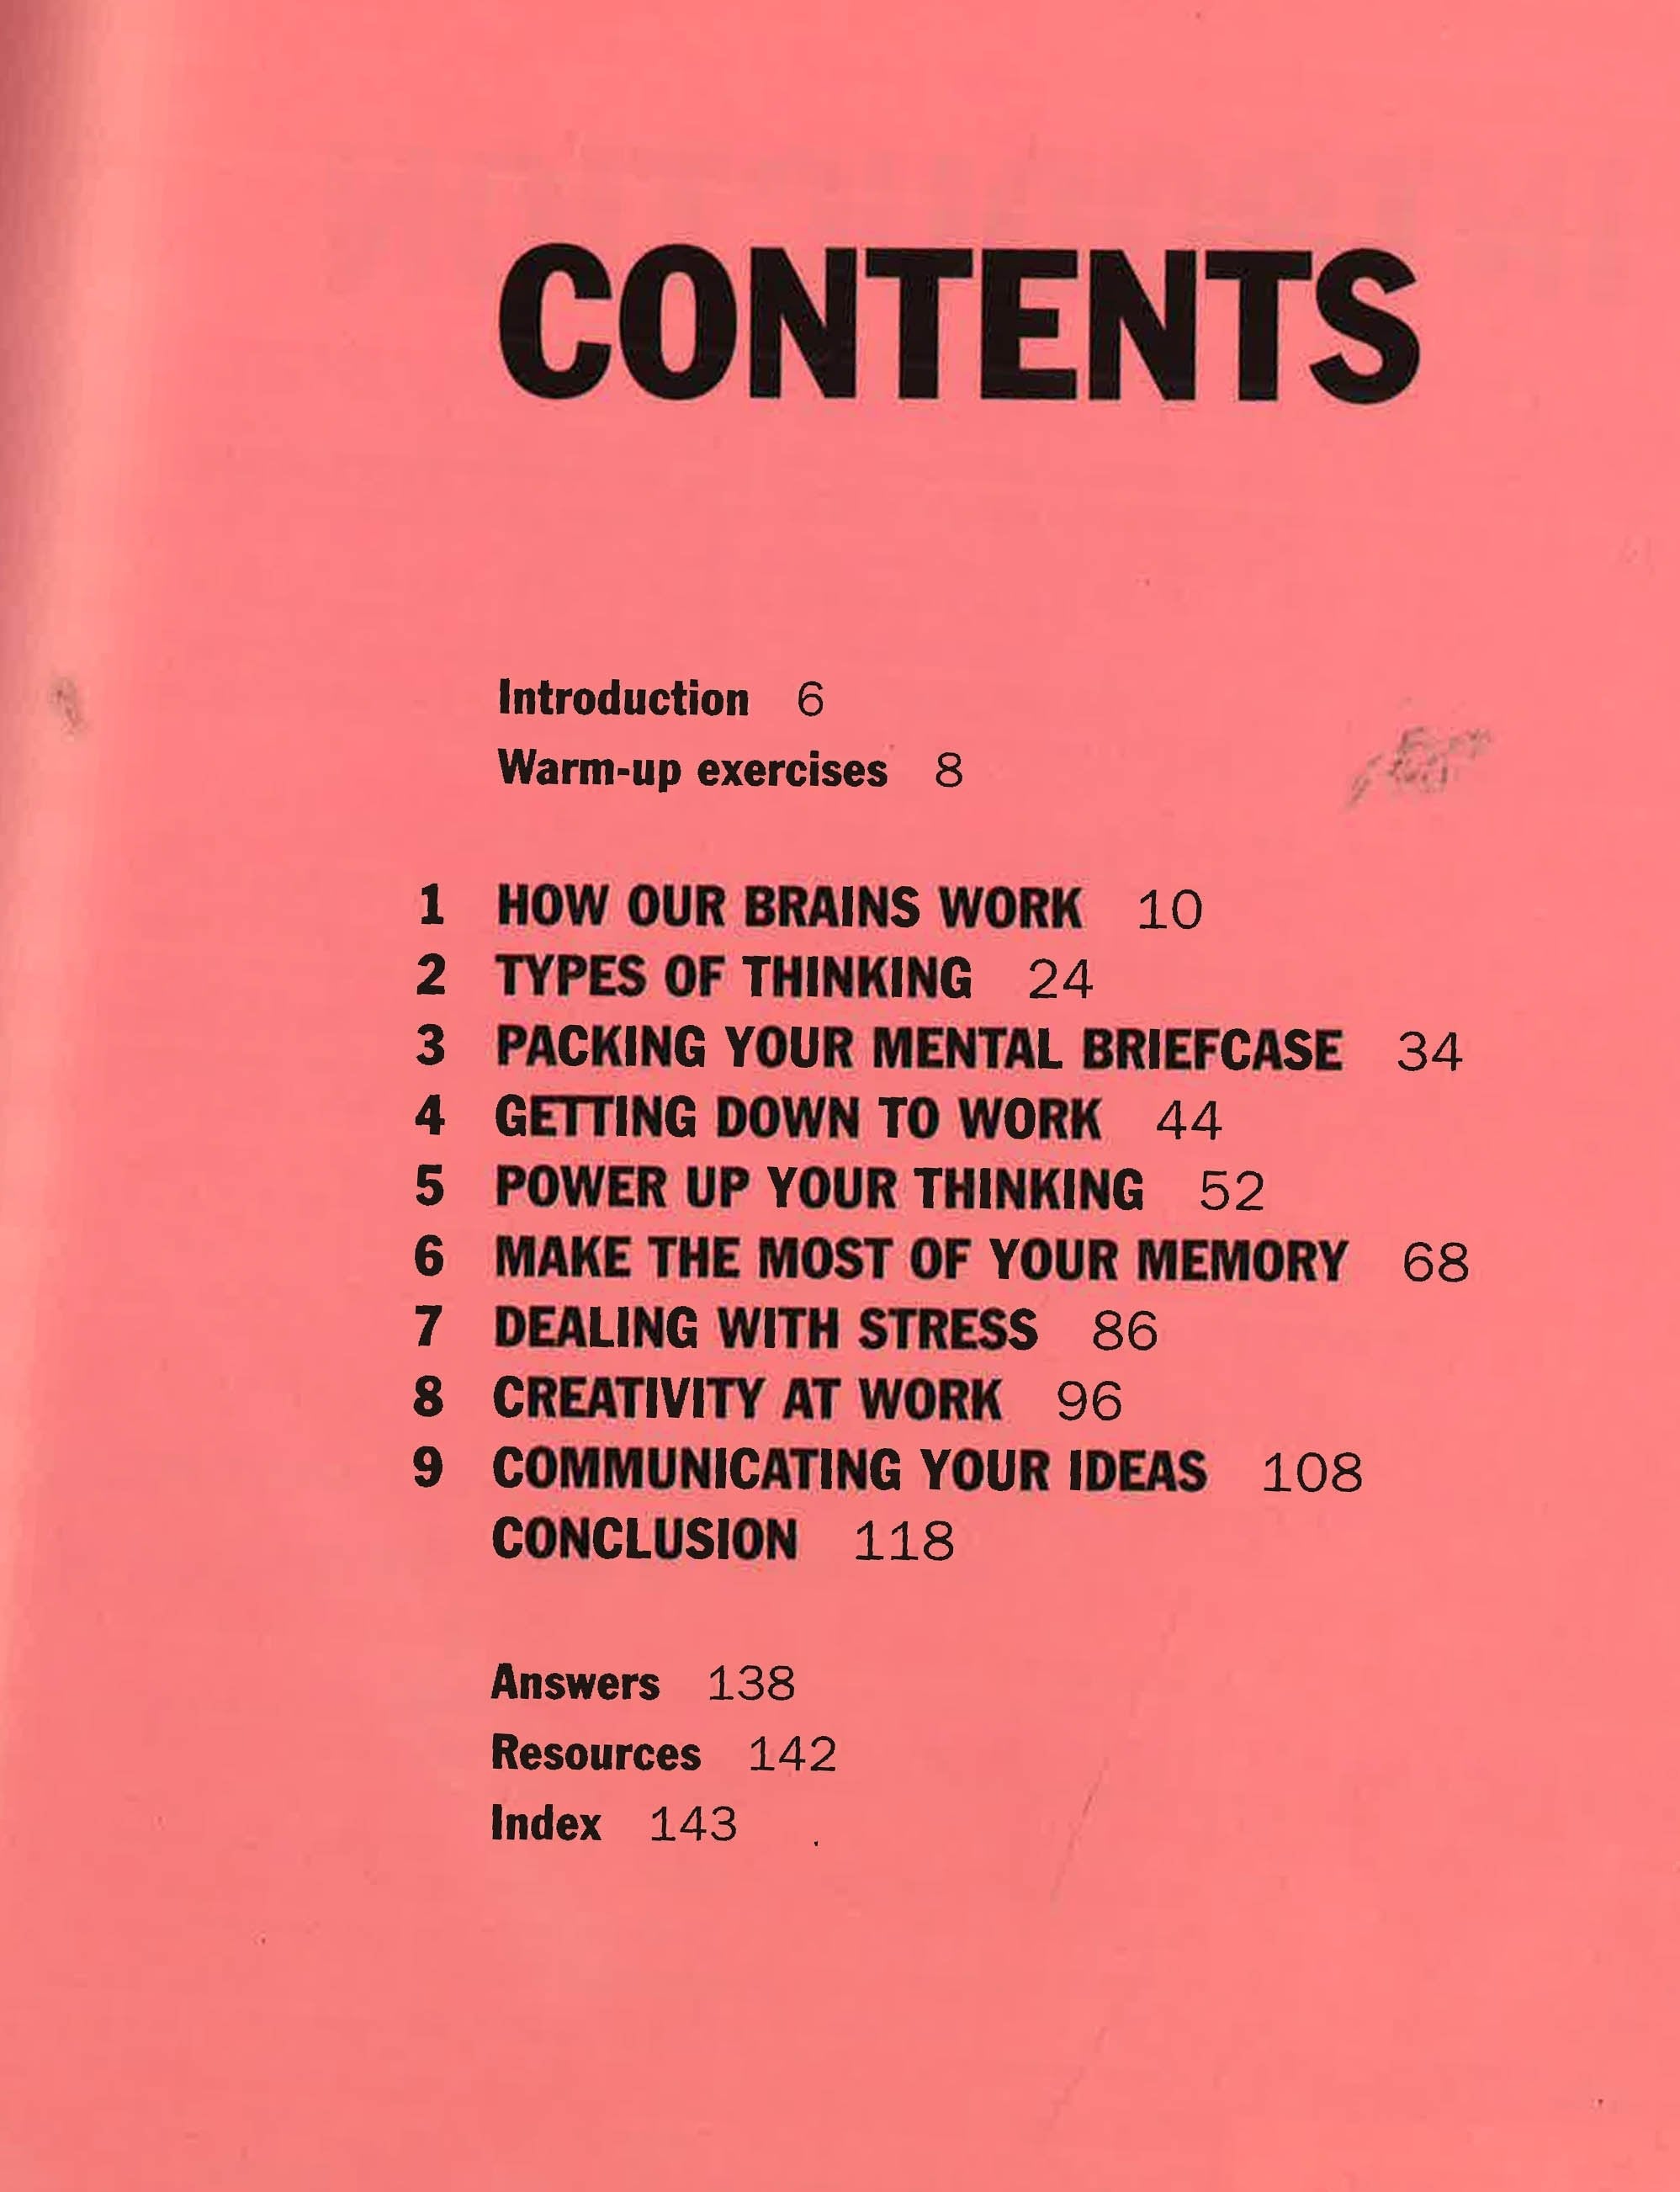 CONTENTS
Introduction 6
Warm-up exercises 8
1 HOW OUR BRAINS WORK 10
2 TYPES OF THINKING 24
3 PACKING YOUR MENTAL BRIEFCASE 34
4 GETTING DOWN TO WORK 44
5 POWER UP YOUR THINKING 52
6 MAKE THE MOST OF YOUR MEMORY 68
7 DEALING WITH STRESS 86
8 CREATIVITY AT WORK 96
9 COMMUNICATING YOUR IDEAS 108
CONCLUSION 118
Answers 138
Resources 142
Index 143